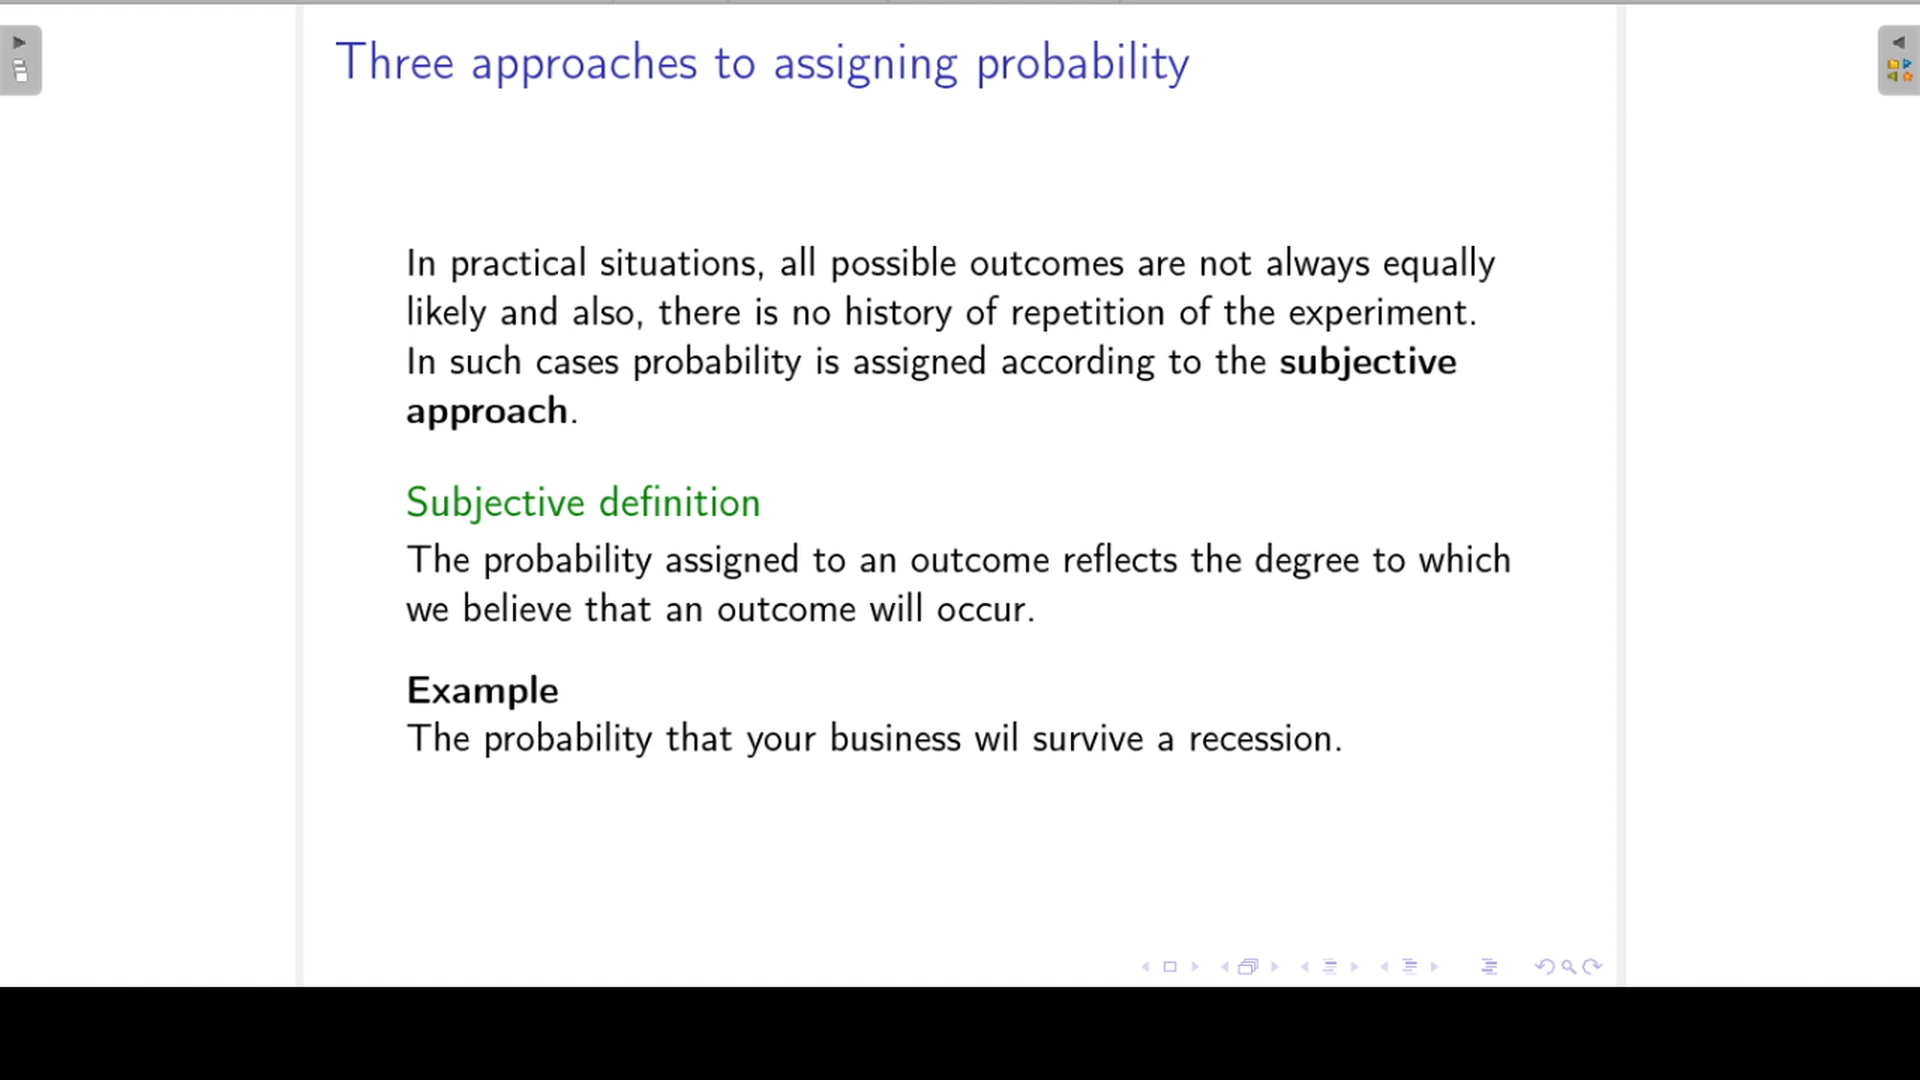 Three approaches to assigning probability
In practical situations, all possible outcomes are not always equally
likely and also, there is no history of repetition of the experiment.
In such cases probability is assigned according to the subjective
approach.
Subjective definition
The probability assigned to an outcome reflects the degree to which
we believe that an outcome will occur.
Example
The probability that your business wil survive a recession.